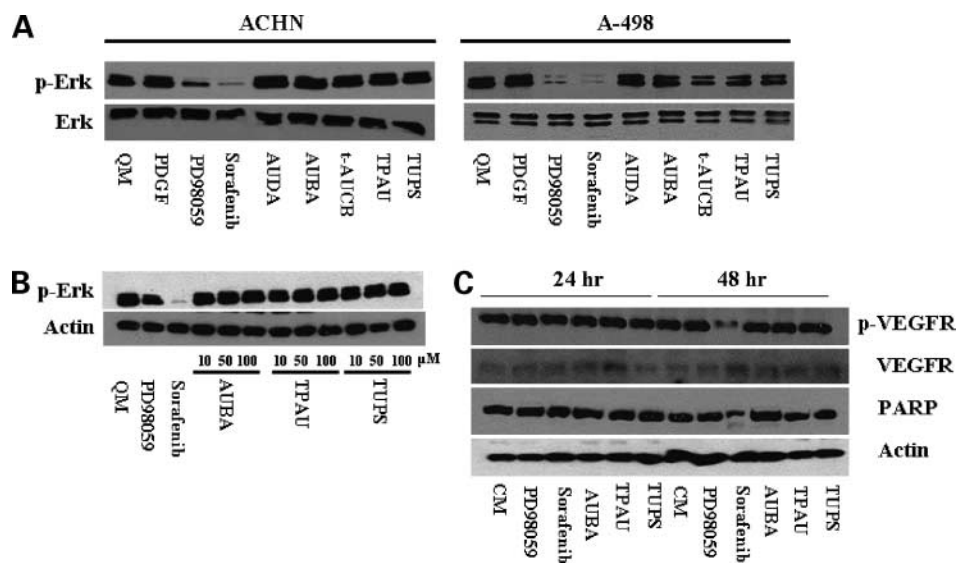 A
ACHN
A-498
p-Erk
Erk
QM
PDGF
PD98059
Sorafenib
AUDA
AUBA
t-AUCB
TPAU
TUPS
QM
PDGF
PD98059
Sorafenib
AUDA
AUBA
t-AUCB
TPAU
TUPS
B
p-Erk
Actin
10 50 100 10 50 100 10 50 100 μM
QM
PD98059
Sorafenib
AUBA
TPAU
TUPS
C
24 hr 48 hr
p-VEGFR
VEGFR
PARP
Actin
CM
PD98059
Sorafenib
AUBA
TPAU
TUPS
CM
PD98059
Sorafenib
AUBA
TPAU
TUPS